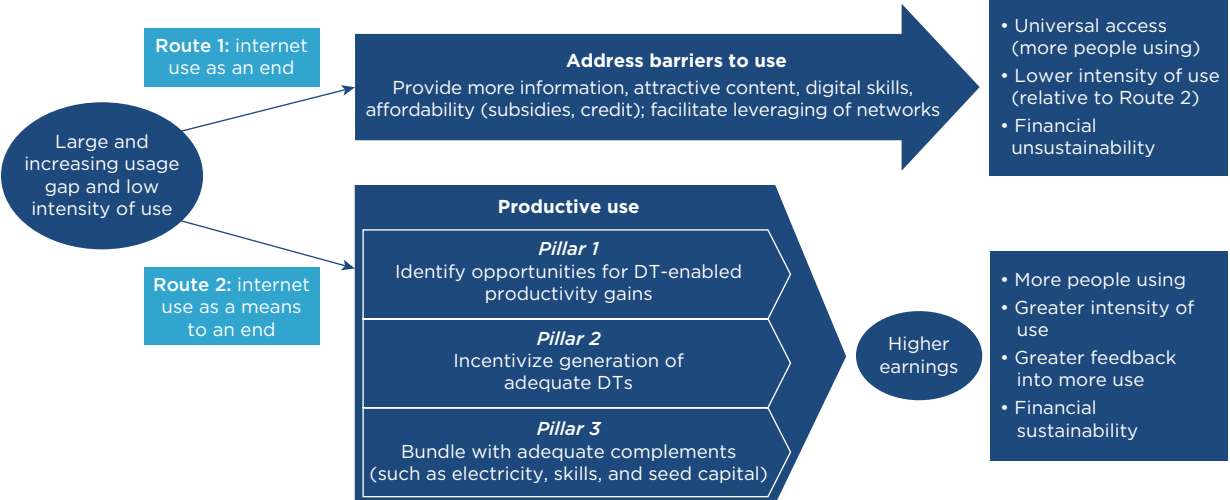 Large and
increasing usage
gap and low
intensity of use
Route 1: internet
use as an end
Address barriers to use
Provide more information, attractive content, digital skills,
affordability (subsidies, credit); facilitate leveraging of networks
• Universal access
(more people using)
• Lower intensity of use
(relative to Route 2)
• Financial
unsustainability
Route 2: internet
use as a means
to an end
Productive use
Pillar 1
Identify opportunities for DT-enabled
productivity gains
Pillar 2
Incentivize generation of
adequate DTs
Pillar 3
Bundle with adequate complements
(such as electricity, skills, and seed capital)
Higher
earnings
• More people using
• Greater intensity of
use
• Greater feedback
into more use
• Financial
sustainability